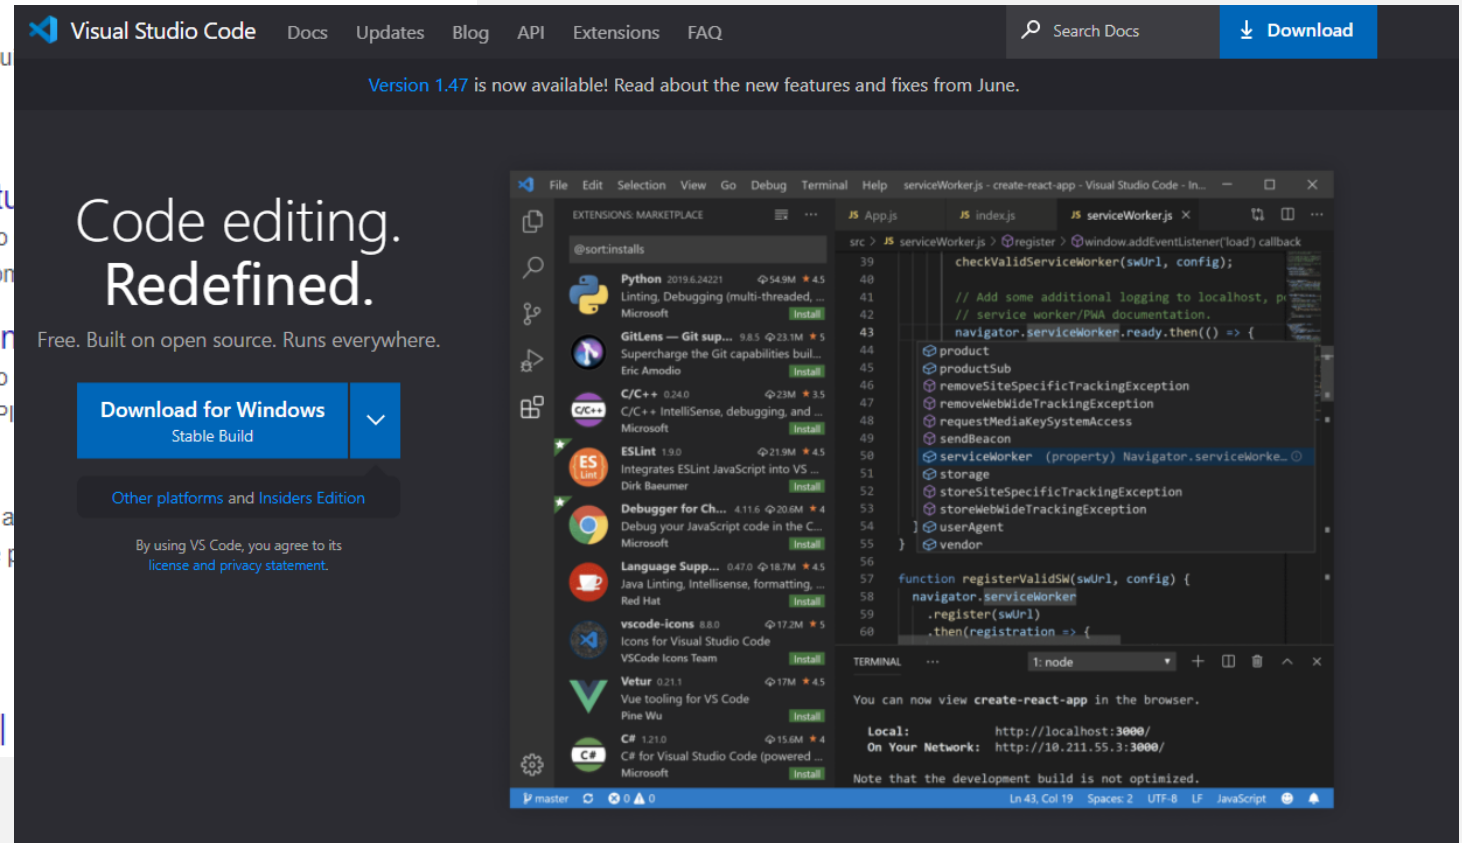 Visual Studio Code Docs Updates Blog API Extensions FAQ Search Docs Download
Version 1.47 is now available! Read about the new features and fixes from June.
Code editing.
Redefined.
Free. Built on open source. Runs everywhere.
Download for Windows
Stable Build
Other platforms and Insiders Edition
By using VS Code, you agree to its
license and privacy statement.
File Edit Selection View Go Debug Terminal Help serviceWorker.js - create-react-app - Visual Studio Code - In...
EXTENSIONS: MARKETPLACE
@sort:installs
Python 2019.6.24221 54.9M ★ 4.5
Linting, Debugging (multi-threaded, ...
Microsoft Install
GitLens — Git sup... 9.8.5 23.1M ★ 5
Supercharge the Git capabilities buil...
Eric Amodio Install
C/C++ 0.24.0 23M ★ 3.5
C/C++
C/C++ IntelliSense, debugging, and ...
Microsoft Install
ESLint 1.9.0 21.9M ★ 4.5
ES
Lint
Integrates ESLint JavaScript into VS ...
Dirk Baeumer Install
Debugger for Ch... 4.11.6 20.6M ★ 4
Debug your JavaScript code in the C...
Microsoft Install
Language Supp... 0.47.0 18.7M ★ 4.5
Java Linting, Intellisense, formatting, ...
Red Hat Install
vscode-icons 8.8.0 17.2M ★ 5
Icons for Visual Studio Code
VSCode Icons Team Install
Vetur 0.21.1 17M ★ 4.5
Vue tooling for VS Code
Pine Wu Install
C# 1.21.0 15.6M ★ 4
C#
C# for Visual Studio Code (powered ...
Microsoft Install
JS App.js JS index.js JS serviceWorker.js
src > JS serviceWorker.js > register > window.addEventListener('load') callback
39 checkValidServiceWorker(swUrl, config);
40
41 // Add some additional logging to localhost, p
42 // service worker/PWA documentation.
43 navigator.serviceWorker.ready.then(() => {
44 product
45 productSub
46 removeSiteSpecificTrackingException
47 removeWebWideTrackingException
48 requestMediaKeySystemAccess
49 sendBeacon
50 serviceWorker (property) Navigator.serviceWorke...
51 storage
52 storeSiteSpecificTrackingException
53 storeWebWideTrackingException
54 } userAgent
55 } vendor
56
57 function registerValidSW(swUrl, config) {
58 navigator.serviceWorker
59 .register(swUrl)
60 .then(registration => {
TERMINAL ... 1: node
You can now view create-react-app in the browser.
Local: http://localhost:3000/
On Your Network: http://10.211.55.3:3000/
Note that the development build is not optimized.
master 0 0 Ln 43, Col 19 Spaces: 2 UTF-8 LF JavaScript